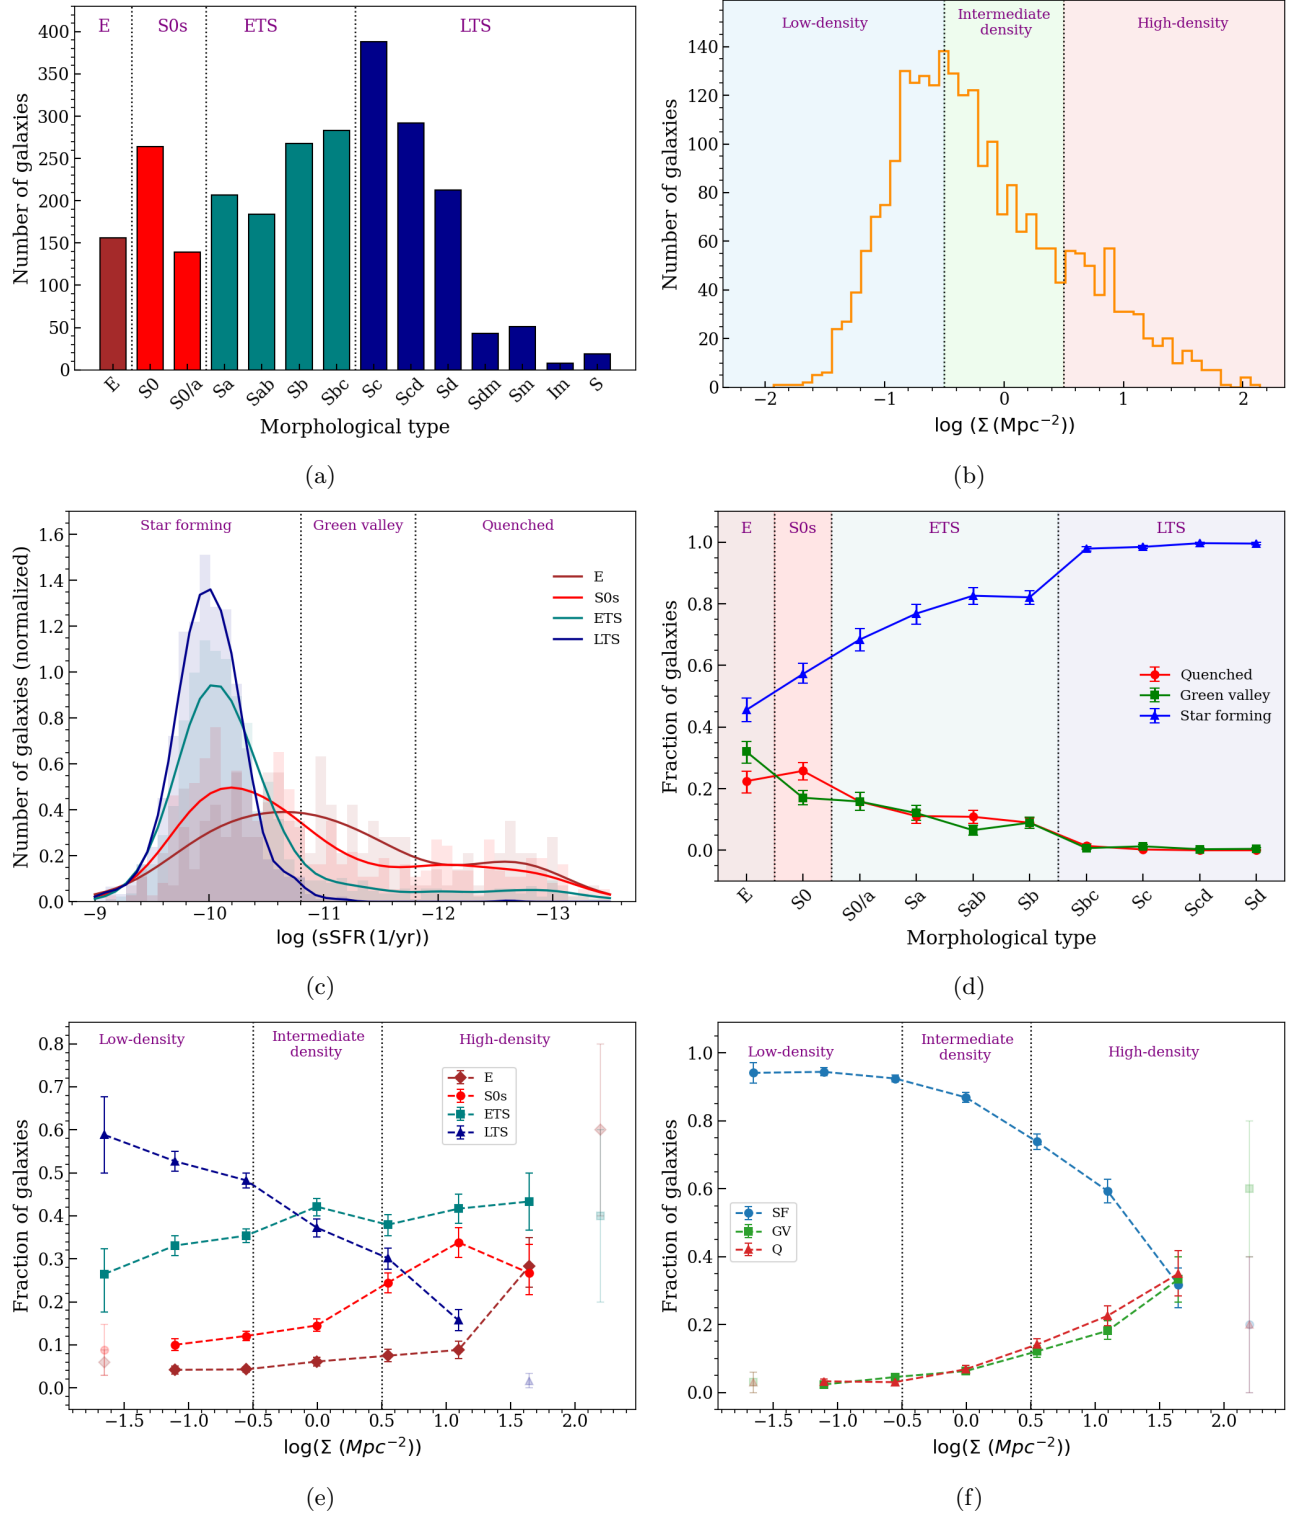 E S0s ETS LTS
400
350
300
250
200
150
100
50
0
Number of galaxies
E S0 S0/a Sa Sab Sb Sbc Sc Scd Sd Sdm Sm Im S
Morphological type
(a)
Low-density Intermediate density High-density
140
120
100
80
60
40
20
0
Number of galaxies
−2 −1 0 1 2
log (Σ (Mpc⁻²))
(b)
Star forming Green valley Quenched
1.6
1.4
1.2
1.0
0.8
0.6
0.4
0.2
0.0
Number of galaxies (normalized)
E
S0s
ETS
LTS
−9 −10 −11 −12 −13
log (sSFR (1/yr))
(c)
E S0s ETS LTS
1.0
0.8
0.6
0.4
0.2
0.0
Fraction of galaxies
Quenched
Green valley
Star forming
E S0 S0/a Sa Sab Sb Sbc Sc Scd Sd
Morphological type
(d)
Low-density Intermediate density High-density
0.8
0.7
0.6
0.5
0.4
0.3
0.2
0.1
0.0
Fraction of galaxies
E
S0s
ETS
LTS
−1.5 −1.0 −0.5 0.0 0.5 1.0 1.5 2.0
log(Σ (Mpc⁻²))
(e)
Low-density Intermediate density High-density
1.0
0.8
0.6
0.4
0.2
0.0
Fraction of galaxies
SF
GV
Q
−1.5 −1.0 −0.5 0.0 0.5 1.0 1.5 2.0
log(Σ (Mpc⁻²))
(f)